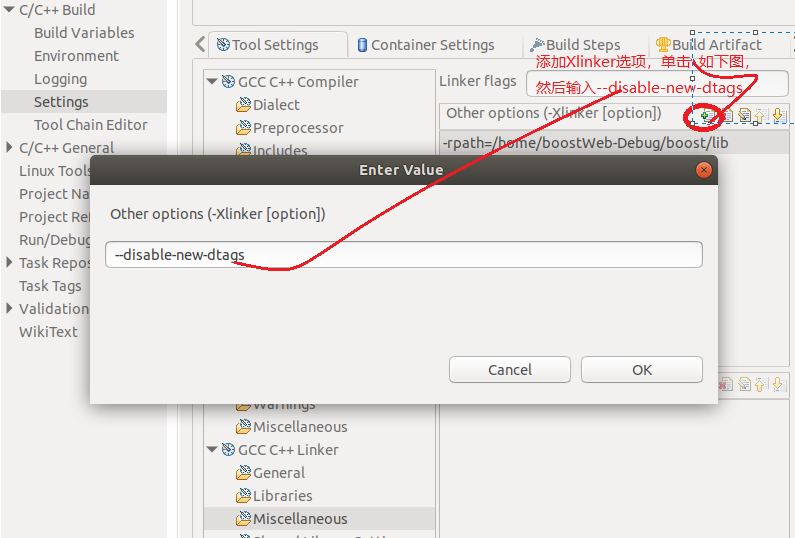 C/C++ Build
Build Variables
Environment
Logging
Settings
Tool Chain Editor
C/C++ General
Linux Tools
Project Na
Project Re
Run/Debug
Task Repos
Task Tags
Validation
WikiText
Tool Settings
Container Settings
Build Steps
Build Artifact
GCC C++ Compiler
Dialect
Preprocessor
Includes
添加Xlinker选项，单击 如下图，
Linker flags
然后输入--disable-new-dtags
Other options (-Xlinker [option])
-rpath=/home/boostWeb-Debug/boost/lib
Enter Value
Other options (-Xlinker [option])
--disable-new-dtags
Cancel
OK
Warnings
Miscellaneous
GCC C++ Linker
General
Libraries
Miscellaneous